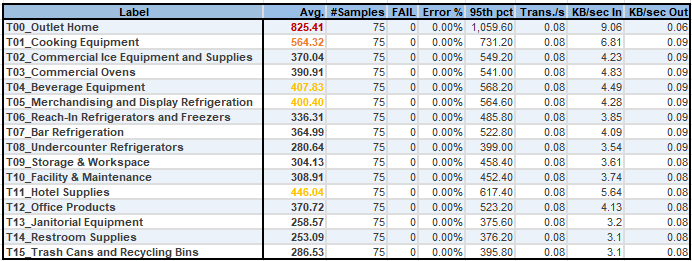 Label Avg. #Samples FAIL Error % 95th pct Trans./s KB/sec In KB/sec Out
T00_Outlet Home 825.41 75 0 0.00% 1,059.60 0.08 9.06 0.06
T01_Cooking Equipment 564.32 75 0 0.00% 731.20 0.08 6.81 0.09
T02_Commercial Ice Equipment and Supplies 370.04 75 0 0.00% 549.20 0.08 4.23 0.09
T03_Commercial Ovens 390.91 75 0 0.00% 541.00 0.08 4.83 0.09
T04_Beverage Equipment 407.83 75 0 0.00% 568.20 0.08 4.49 0.09
T05_Merchandising and Display Refrigeration 400.40 75 0 0.00% 564.60 0.08 4.28 0.09
T06_Reach-In Refrigerators and Freezers 336.31 75 0 0.00% 485.80 0.08 3.85 0.09
T07_Bar Refrigeration 364.99 75 0 0.00% 522.80 0.08 4.09 0.09
T08_Undercounter Refrigerators 280.64 75 0 0.00% 399.00 0.08 3.54 0.09
T09_Storage & Workspace 304.13 75 0 0.00% 458.40 0.08 3.61 0.08
T10_Facility & Maintenance 308.91 75 0 0.00% 452.40 0.08 3.74 0.08
T11_Hotel Supplies 446.04 75 0 0.00% 617.40 0.08 5.64 0.08
T12_Office Products 370.72 75 0 0.00% 523.20 0.08 4.13 0.08
T13_Janitorial Equipment 258.57 75 0 0.00% 375.60 0.08 3.2 0.08
T14_Restroom Supplies 253.09 75 0 0.00% 376.20 0.08 3.1 0.08
T15_Trash Cans and Recycling Bins 286.53 75 0 0.00% 395.80 0.08 3.1 0.08